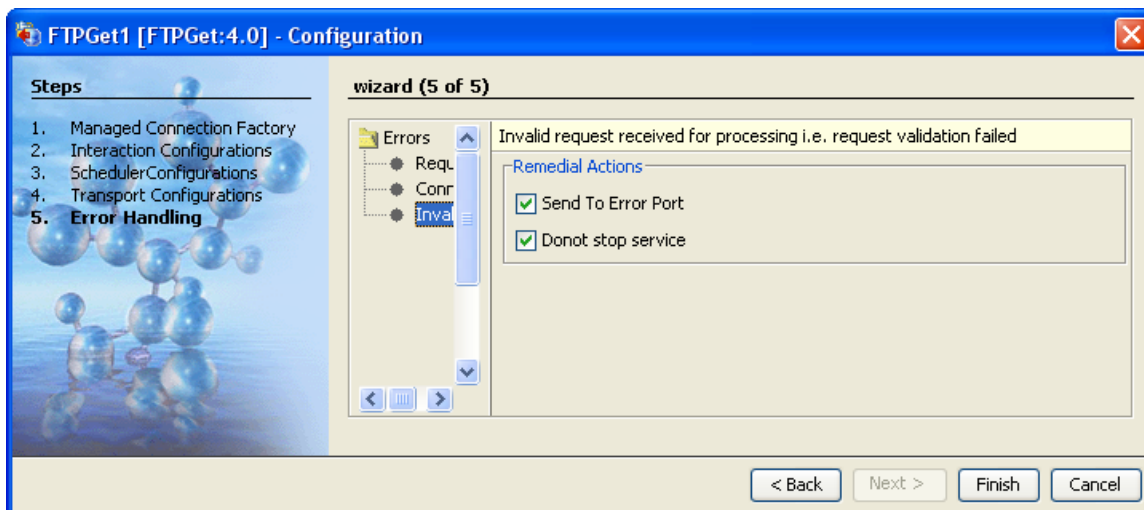 FTPGet1 [FTPGet:4.0] - Configuration
Steps
1. Managed Connection Factory
2. Interaction Configurations
3. SchedulerConfigurations
4. Transport Configurations
5. Error Handling
wizard (5 of 5)
Errors
Requ
Conr
Inval
Invalid request received for processing i.e. request validation failed
Remedial Actions
Send To Error Port
Donot stop service
< Back
Next >
Finish
Cancel